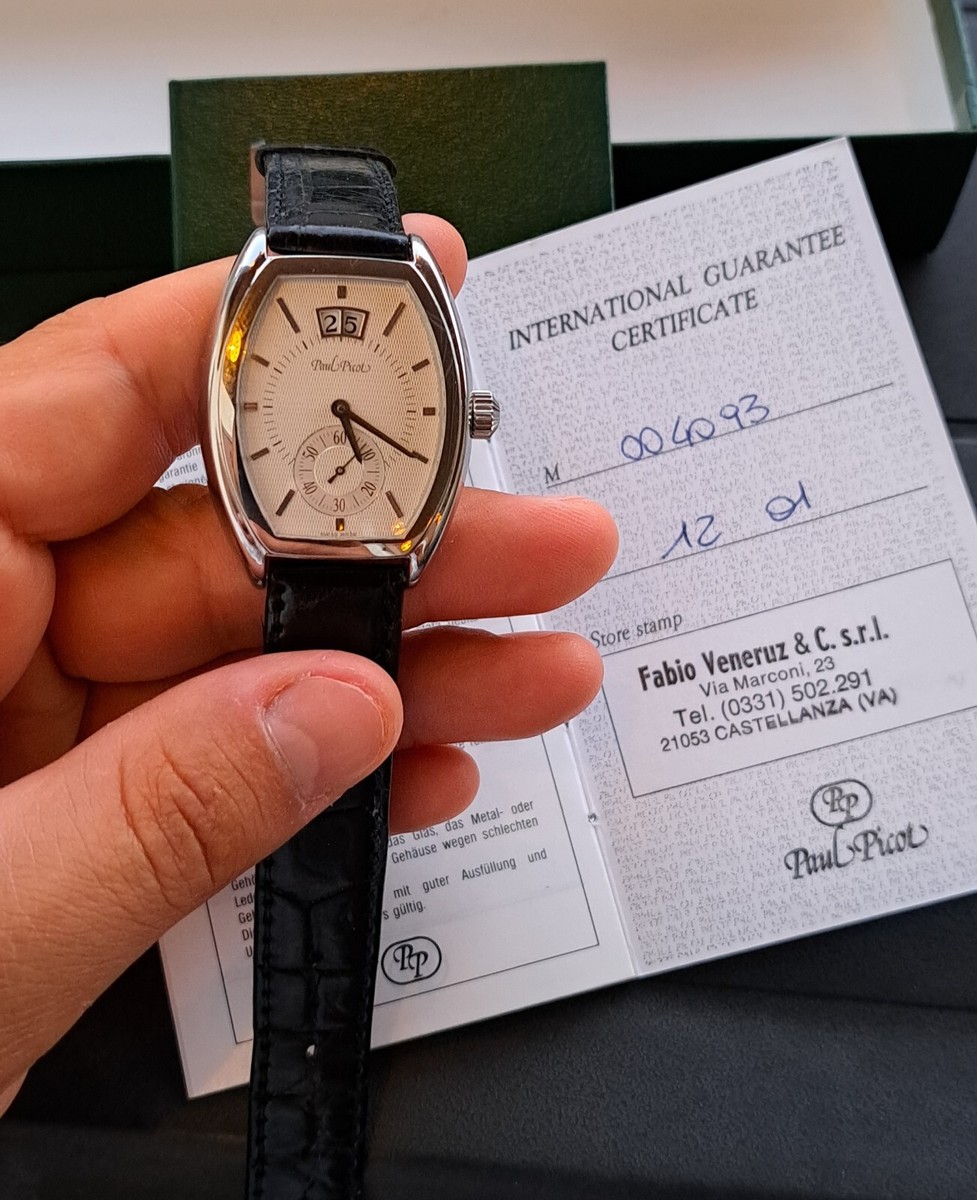 25
Paul Picot
60
10
20
30
40
50
INTERNATIONAL GUARANTEE
CERTIFICATE
M 004093
12 01
Store stamp
Fabio Veneruz & C. s.r.l.
Via Marconi, 23
Tel. (0331) 502.291
21053 CASTELLANZA (VA)
PP
Paul Picot
das Glas, das Metal- oder
Gehäuse wegen schlechten
mit guter Ausfüllung und
gültig.
PP